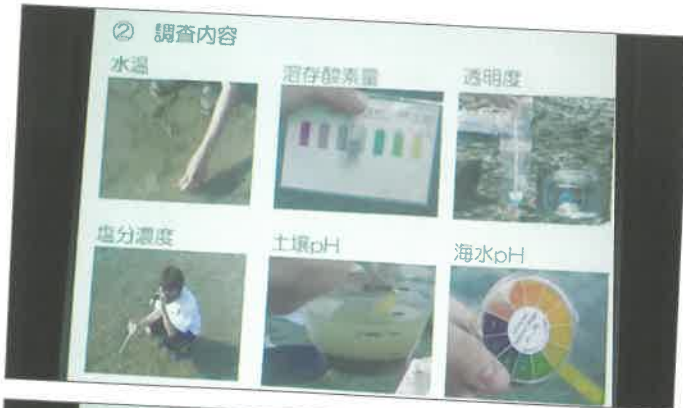 ② 調査内容
水温
溶存酸素量
透明度
塩分濃度
土壌pH
海水pH